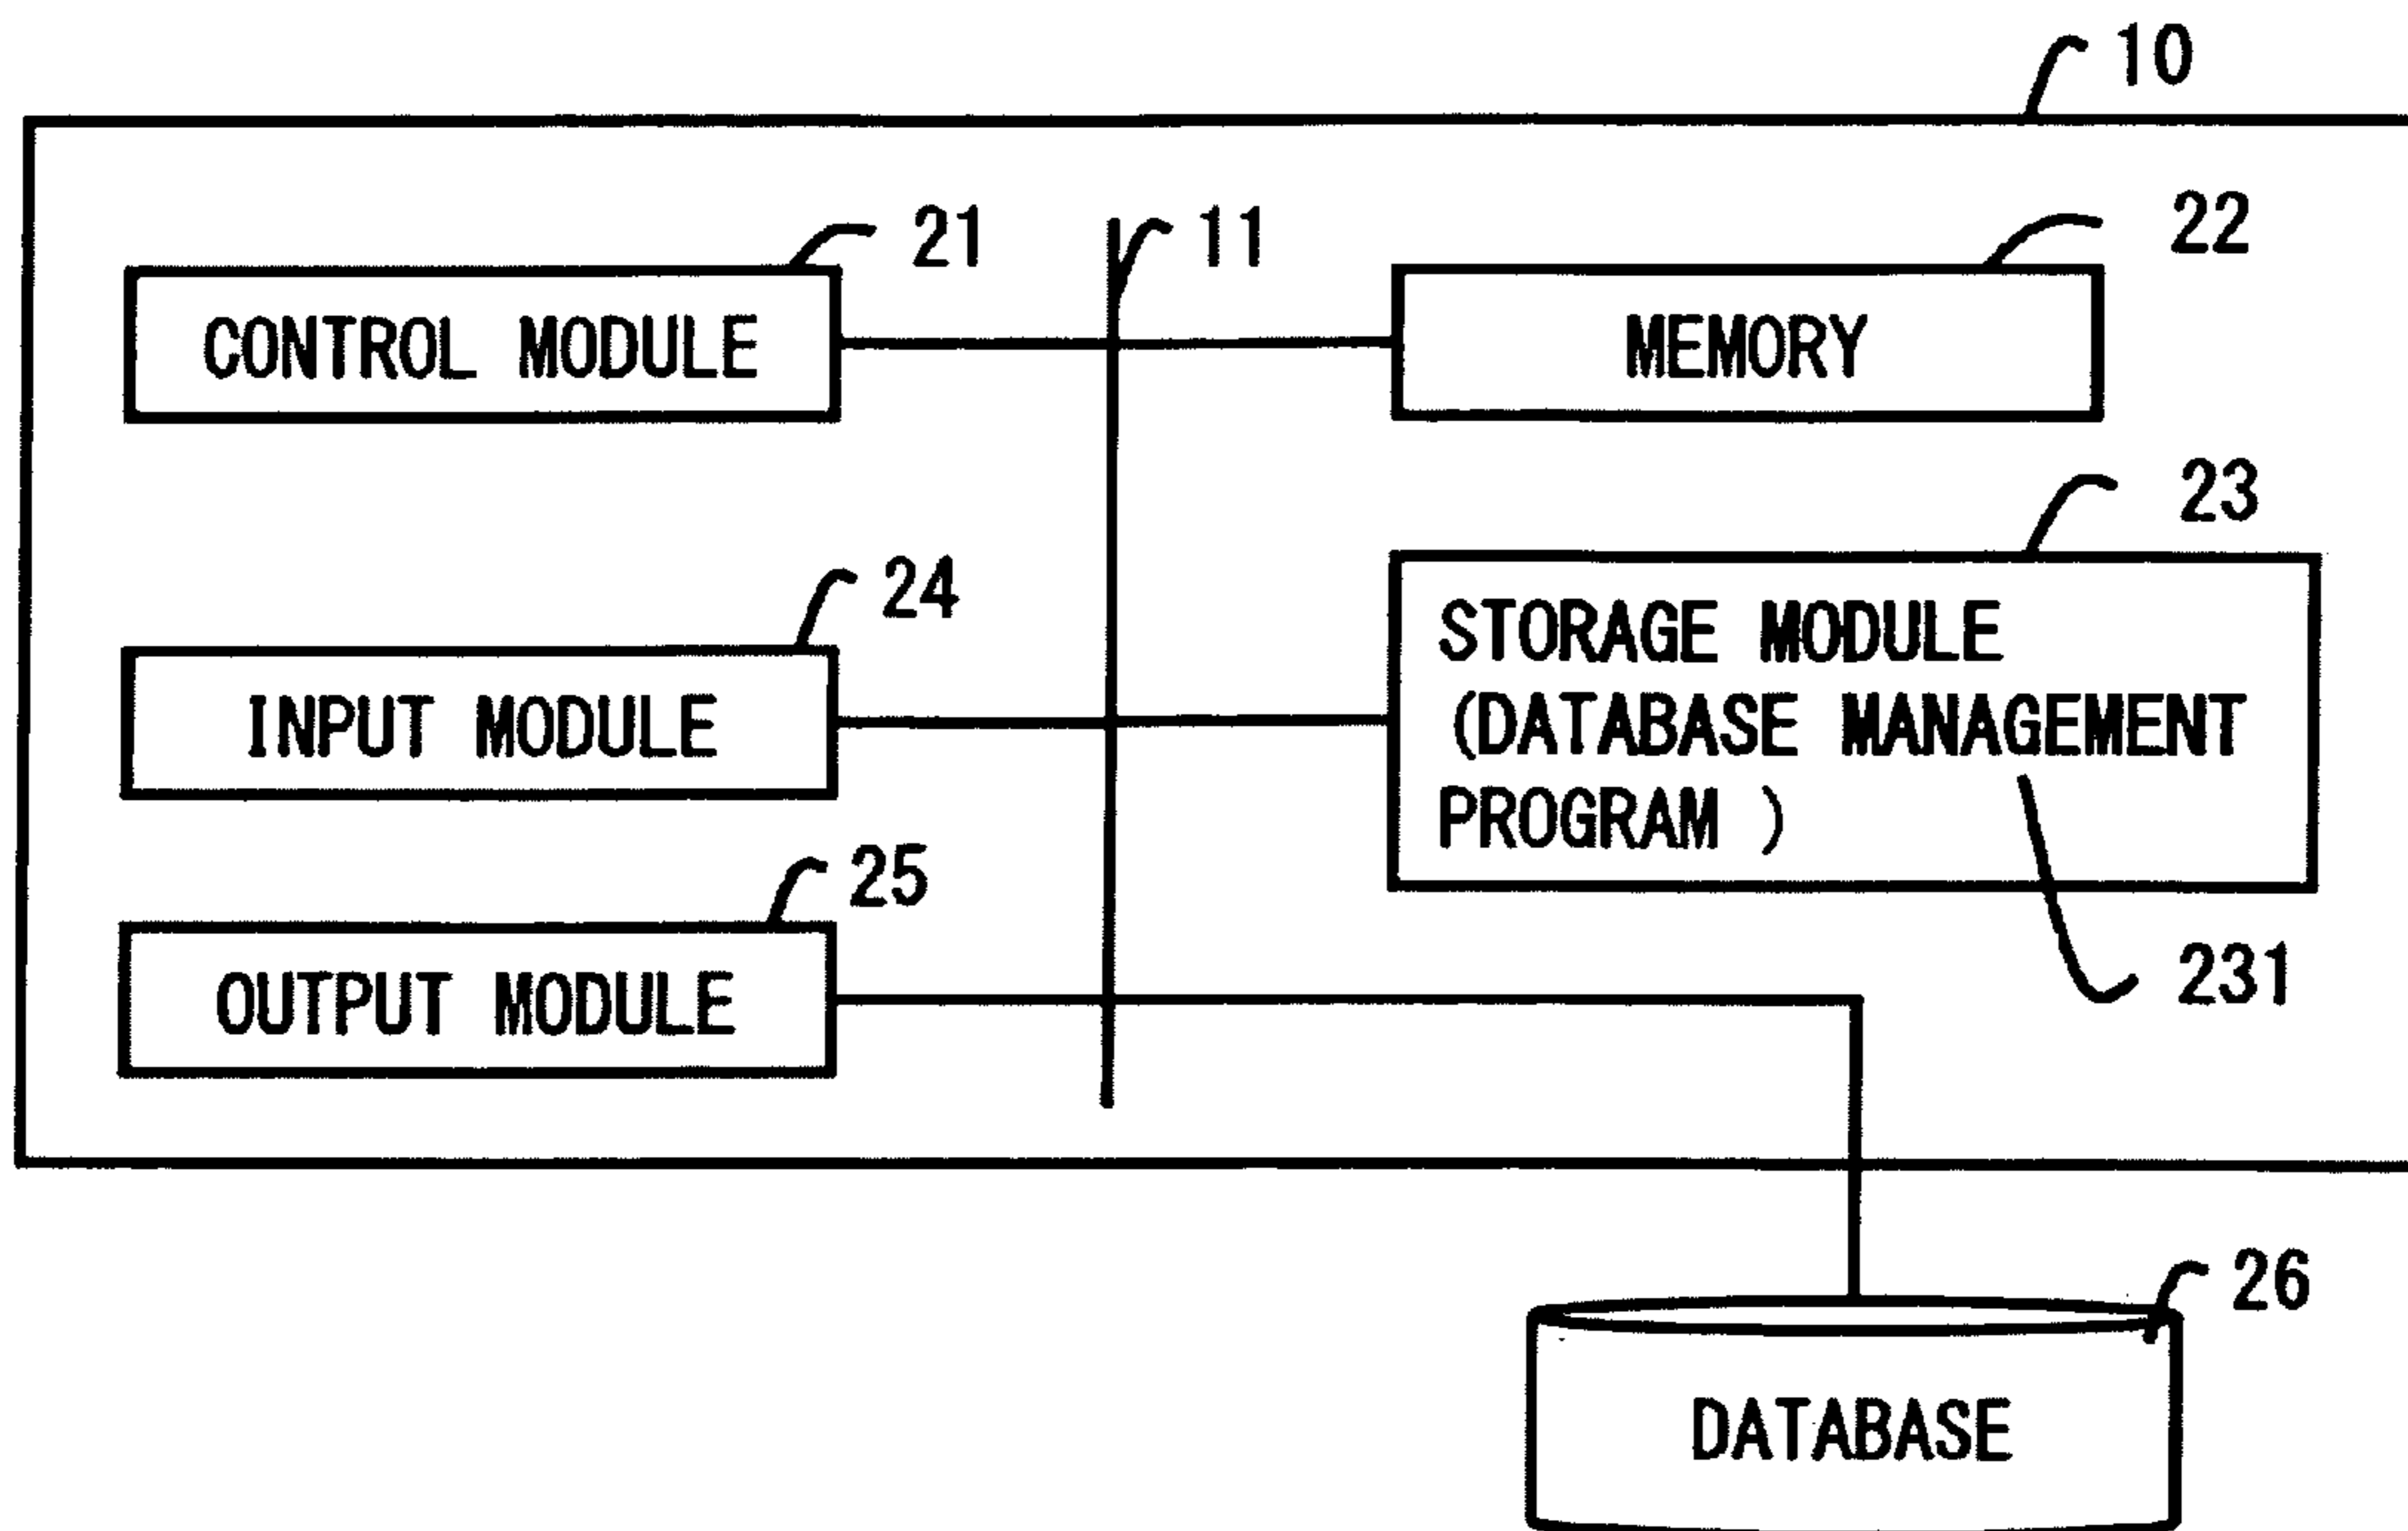 10
21
11
22
CONTROL MODULE
MEMORY
23
24
STORAGE MODULE
(DATABASE MANAGEMENT
PROGRAM )
INPUT MODULE
25
OUTPUT MODULE
231
26
DATABASE